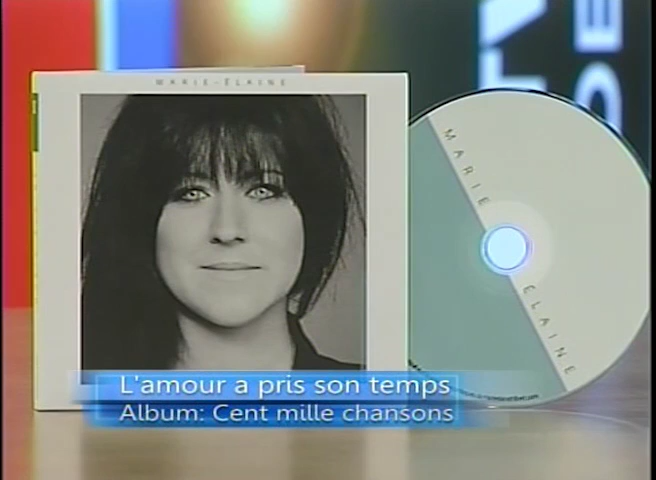 MARIE-ÉLAINE
MARIE
ÉLAINE
L'amour a pris son temps
Album: Cent mille chansons